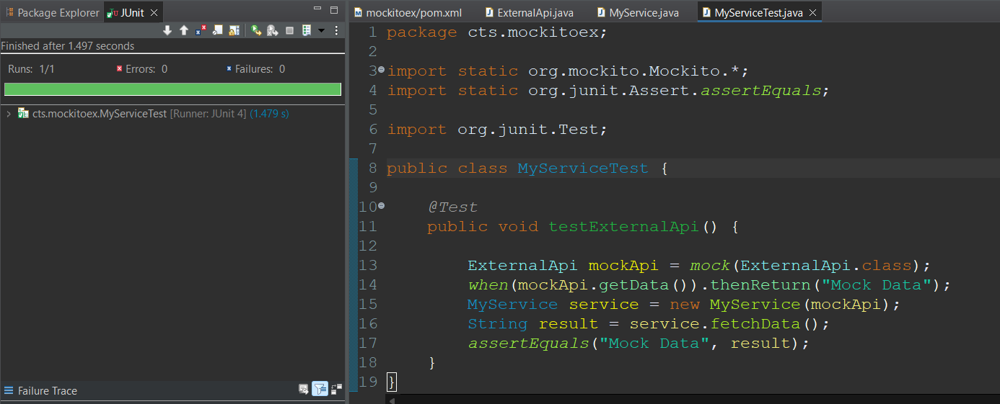 Package Explorer JUnit
Finished after 1.497 seconds
Runs: 1/1 Errors: 0 Failures: 0
cts.mockitoex.MyServiceTest [Runner: JUnit 4] (1.479 s)
Failure Trace
mockitoex/pom.xml ExternalApi.java MyService.java MyServiceTest.java
1 package cts.mockitoex;
2
3 import static org.mockito.Mockito.*;
4 import static org.junit.Assert.assertEquals;
5
6 import org.junit.Test;
7
8 public class MyServiceTest {
9
10 @Test
11 public void testExternalApi() {
12
13 ExternalApi mockApi = mock(ExternalApi.class);
14 when(mockApi.getData()).thenReturn("Mock Data");
15 MyService service = new MyService(mockApi);
16 String result = service.fetchData();
17 assertEquals("Mock Data", result);
18 }
19 }